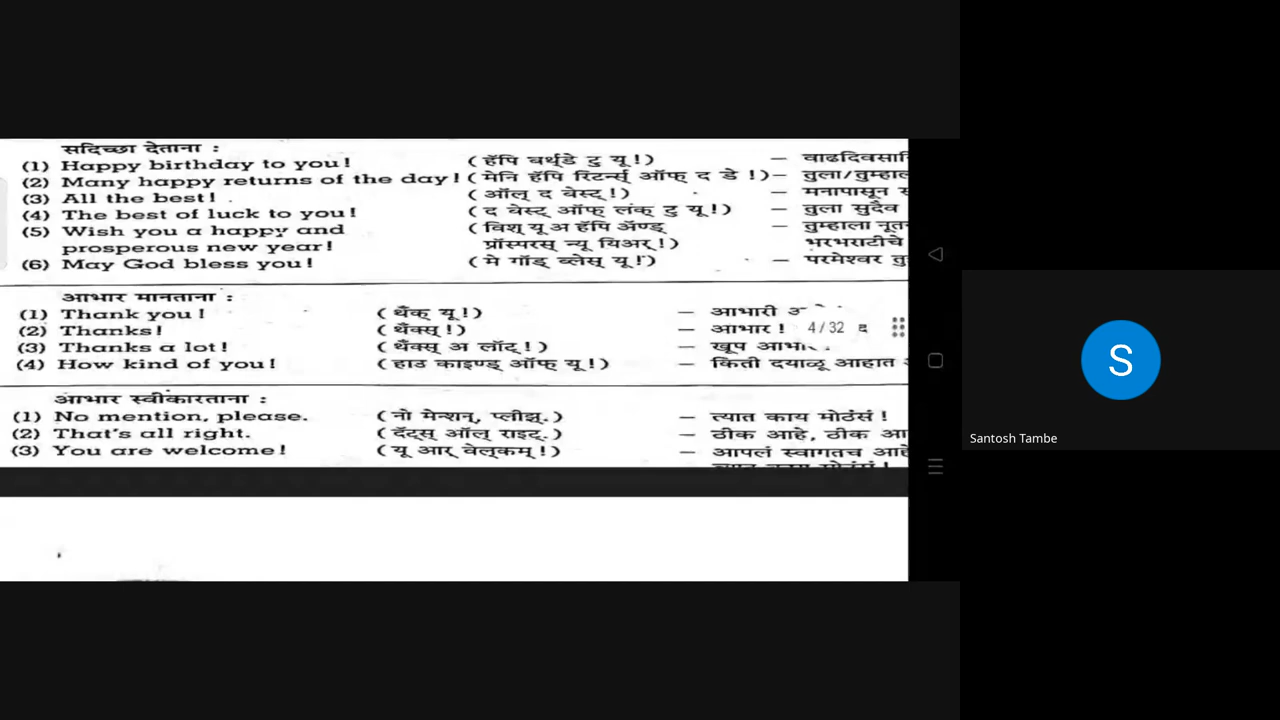 सदिच्छा देताना :
(1) Happy birthday to you! (हॅपि बर्थ्डे टु यू!) – वाढदिवसानि
(2) Many happy returns of the day! (मेनि हॅपि रिटर्न्स् ऑफ् द डे !) – तुला/तुम्हाल
(3) All the best! (ऑल् द बेस्ट्!) – मनापासून
(4) The best of luck to you! (द बेस्ट् ऑफ् लक् टु यू!) – तुला सुदैव
(5) Wish you a happy and (विश् यू अ हॅपि ॲण्ड् – तुम्हाला नूत
prosperous new year! प्रॉस्परस् न्यू यिअर्!) भरभराटीचे
(6) May God bless you! (मे गॉड् ब्लेस् यू!) – परमेश्वर तु
आभार मानताना :
(1) Thank you! (थँक् यू!) – आभारी
(2) Thanks! (थँक्स्!) – आभार! 4/32
(3) Thanks a lot! (थँक्स् अ लॉट्!) – खूप आभा
(4) How kind of you! (हाउ काइण्ड् ऑफ् यू!) – किती दयाळू आहात
आभार स्वीकारताना :
(1) No mention, please. (नो मेन्शन्, प्लीझ्.) – त्यात काय मोठंसं!
(2) That's all right. (दॅट्स् ऑल् राइट्.) – ठीक आहे, ठीक आ
(3) You are welcome! (यू आर् वेल्कम्!) – आपलं स्वागतच आहे
S
Santosh Tambe